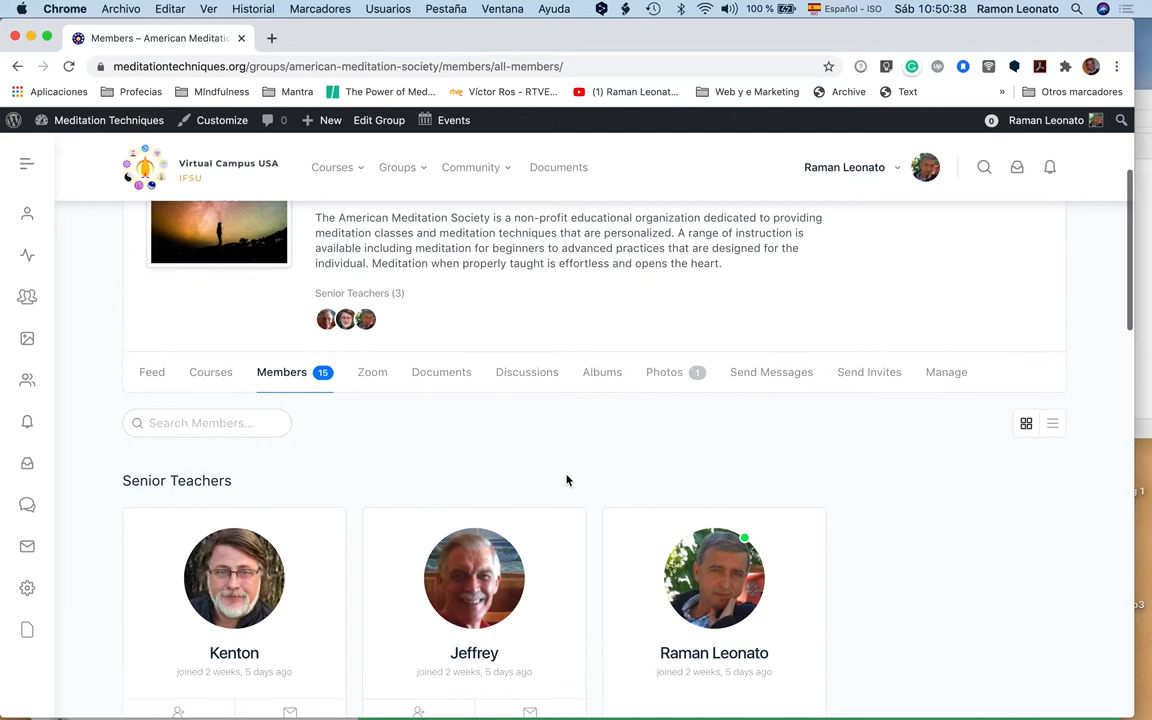 Chrome Archivo Editar Ver Historial Marcadores Usuarios Pestaña Ventana Ayuda 100 % Español - ISO Sáb 10:50:38 Ramon Leonato
Members – American Meditatio
meditationtechniques.org/groups/american-meditation-society/members/all-members/
Aplicaciones Profecias MIndfulness Mantra The Power of Med... rtve Víctor Ros - RTVE... (1) Raman Leonat... Web y e Marketing Archive Text » Otros marcadores
Meditation Techniques Customize 0 New Edit Group Events 0 Raman Leonato
Virtual Campus USA
IFSU
Courses Groups Community Documents Raman Leonato
The American Meditation Society is a non-profit educational organization dedicated to providing
meditation classes and meditation techniques that are personalized. A range of instruction is
available including meditation for beginners to advanced practices that are designed for the
individual. Meditation when properly taught is effortless and opens the heart.
Senior Teachers (3)
Feed Courses Members 15 Zoom Documents Discussions Albums Photos 1 Send Messages Send Invites Manage
Search Members...
Senior Teachers
Kenton Jeffrey Raman Leonato
joined 2 weeks, 5 days ago joined 2 weeks, 5 days ago joined 2 weeks, 5 days ago